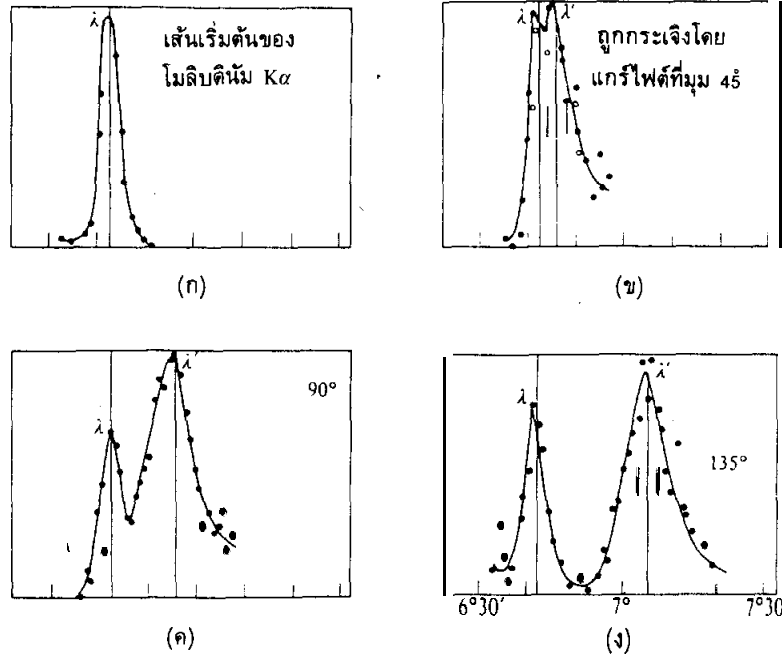 λ
เส้นเริ่มต้นของ
โมลิบดินัม Kα
(ก)
λ λ'
ถูกกระเจิงโดย
แกร์ไฟต์ที่มุม 45°
(ข)
λ λ'
90°
(ค)
λ λ'
135°
6°30′ 7° 7°30
(ง)